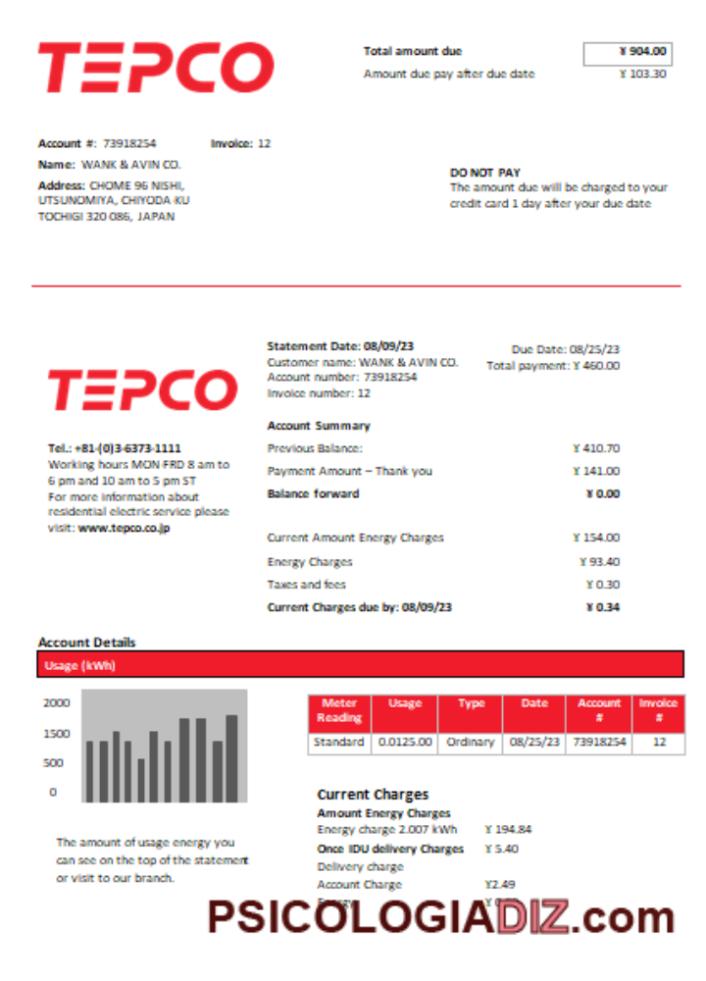 TEPCO
Total amount due ¥ 904.00
Amount due pay after due date ¥ 103.30
Account #: 73918254 Invoice: 12
Name: WANK & AVIN CO.
Address: CHOME 96 NISHI,
UTSUNOMIYA, CHIYODA KU
TOCHIGI 320 086, JAPAN
DO NOT PAY
The amount due will be charged to your
credit card 1 day after your due date
TEPCO
Tel.: +81-(0)3-6373-1111
Working hours MON-FRD 8 am to
6 pm and 10 am to 5 pm ST
For more information about
residential electric service please
visit: www.tepco.co.jp
Statement Date: 08/09/23
Customer name: WANK & AVIN CO.
Account number: 73918254
Invoice number: 12
Due Date: 08/25/23
Total payment: ¥ 460.00
Account Summary
Previous Balance: ¥ 410.70
Payment Amount – Thank you ¥ 141.00
Balance forward ¥ 0.00
Current Amount Energy Charges ¥ 154.00
Energy Charges ¥ 93.40
Taxes and fees ¥ 0.30
Current Charges due by: 08/09/23 ¥ 0.34
Account Details
Usage (kWh)
2000
1500
500
0
The amount of usage energy you
can see on the top of the statement
or visit to our branch.
Meter Usage Type Date Account Invoice
Reading # #
Standard 0.0125.00 Ordinary 08/25/23 73918254 12
Current Charges
Amount Energy Charges
Energy charge 2.007 kWh ¥ 194.84
Once IDU delivery Charges ¥ 5.40
Delivery charge
Account Charge ¥2.49
PSICOLOGIADIZ.com